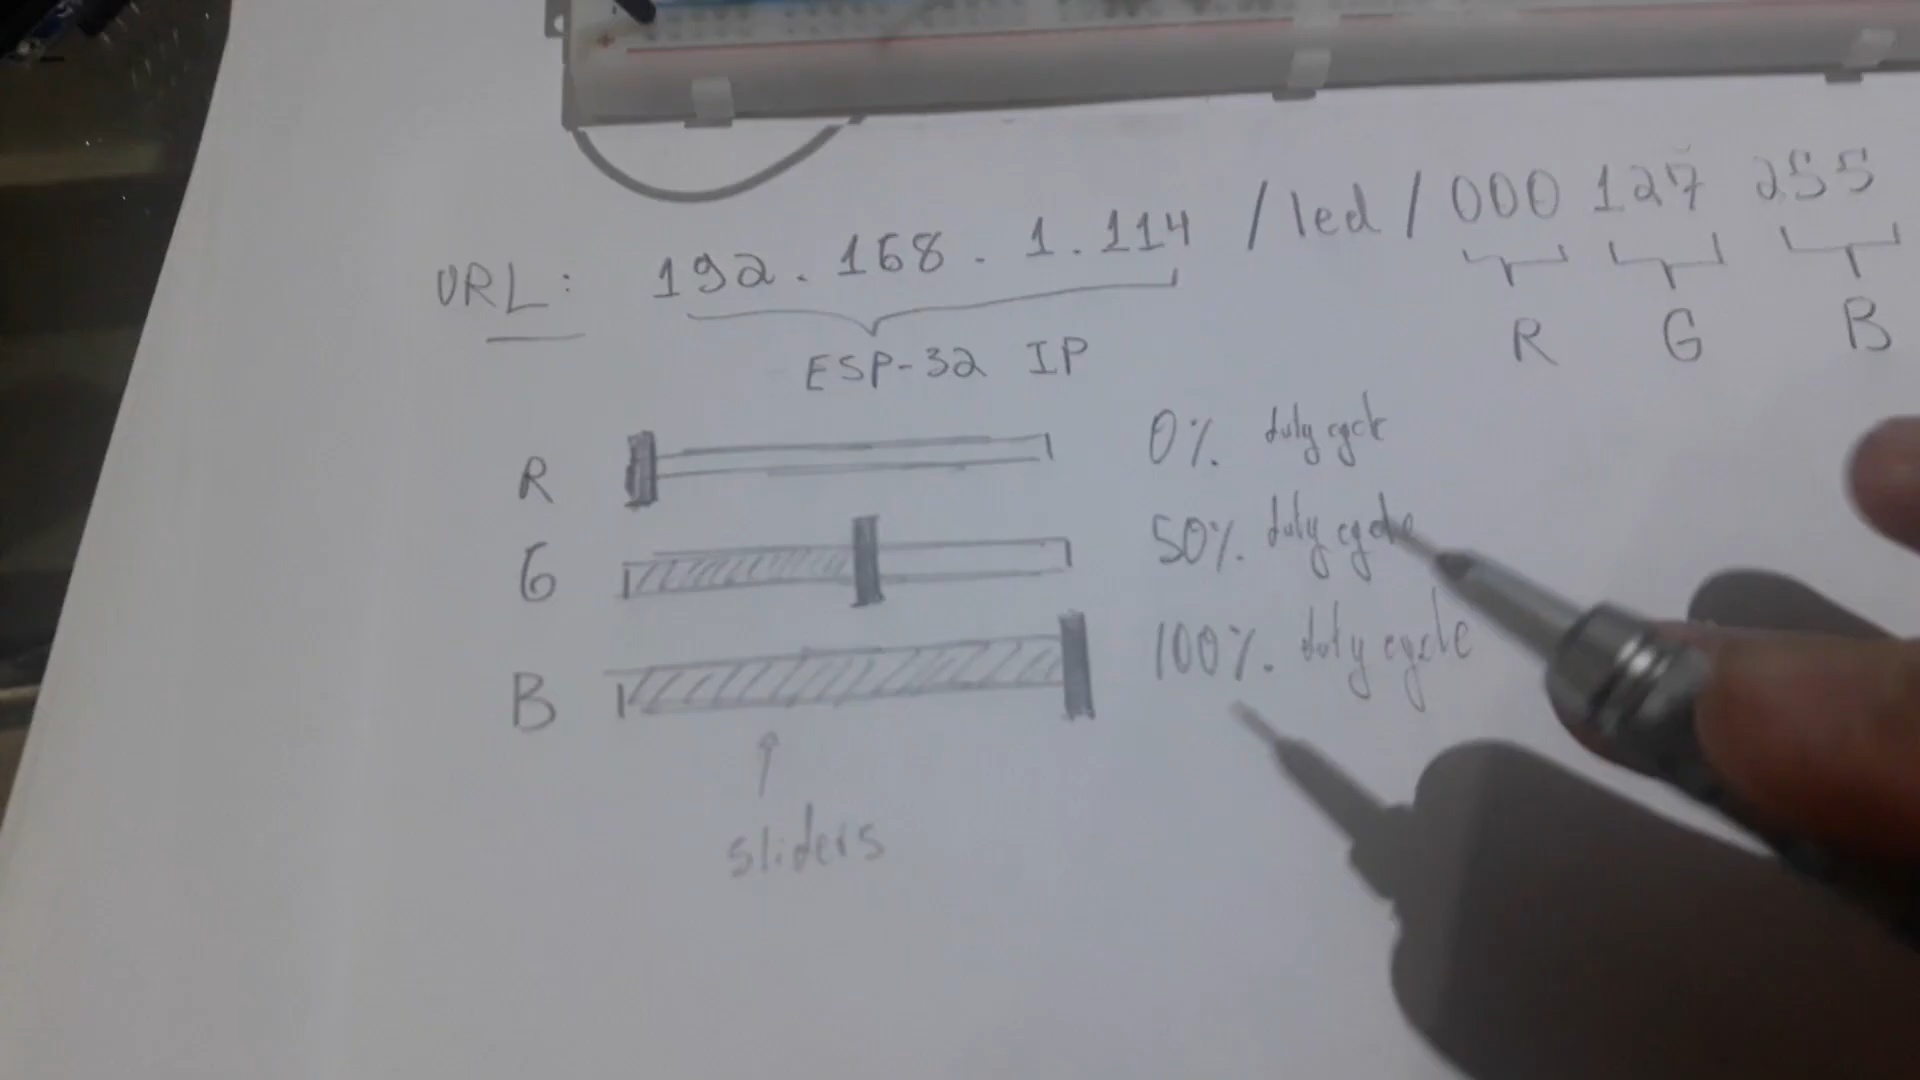 URL: 192.168.1.114 /led/000 127 255
R G B
ESP-32 IP
R 0% duty cycle
G 50% duty cycle
B 100% duty cycle
sliders
+